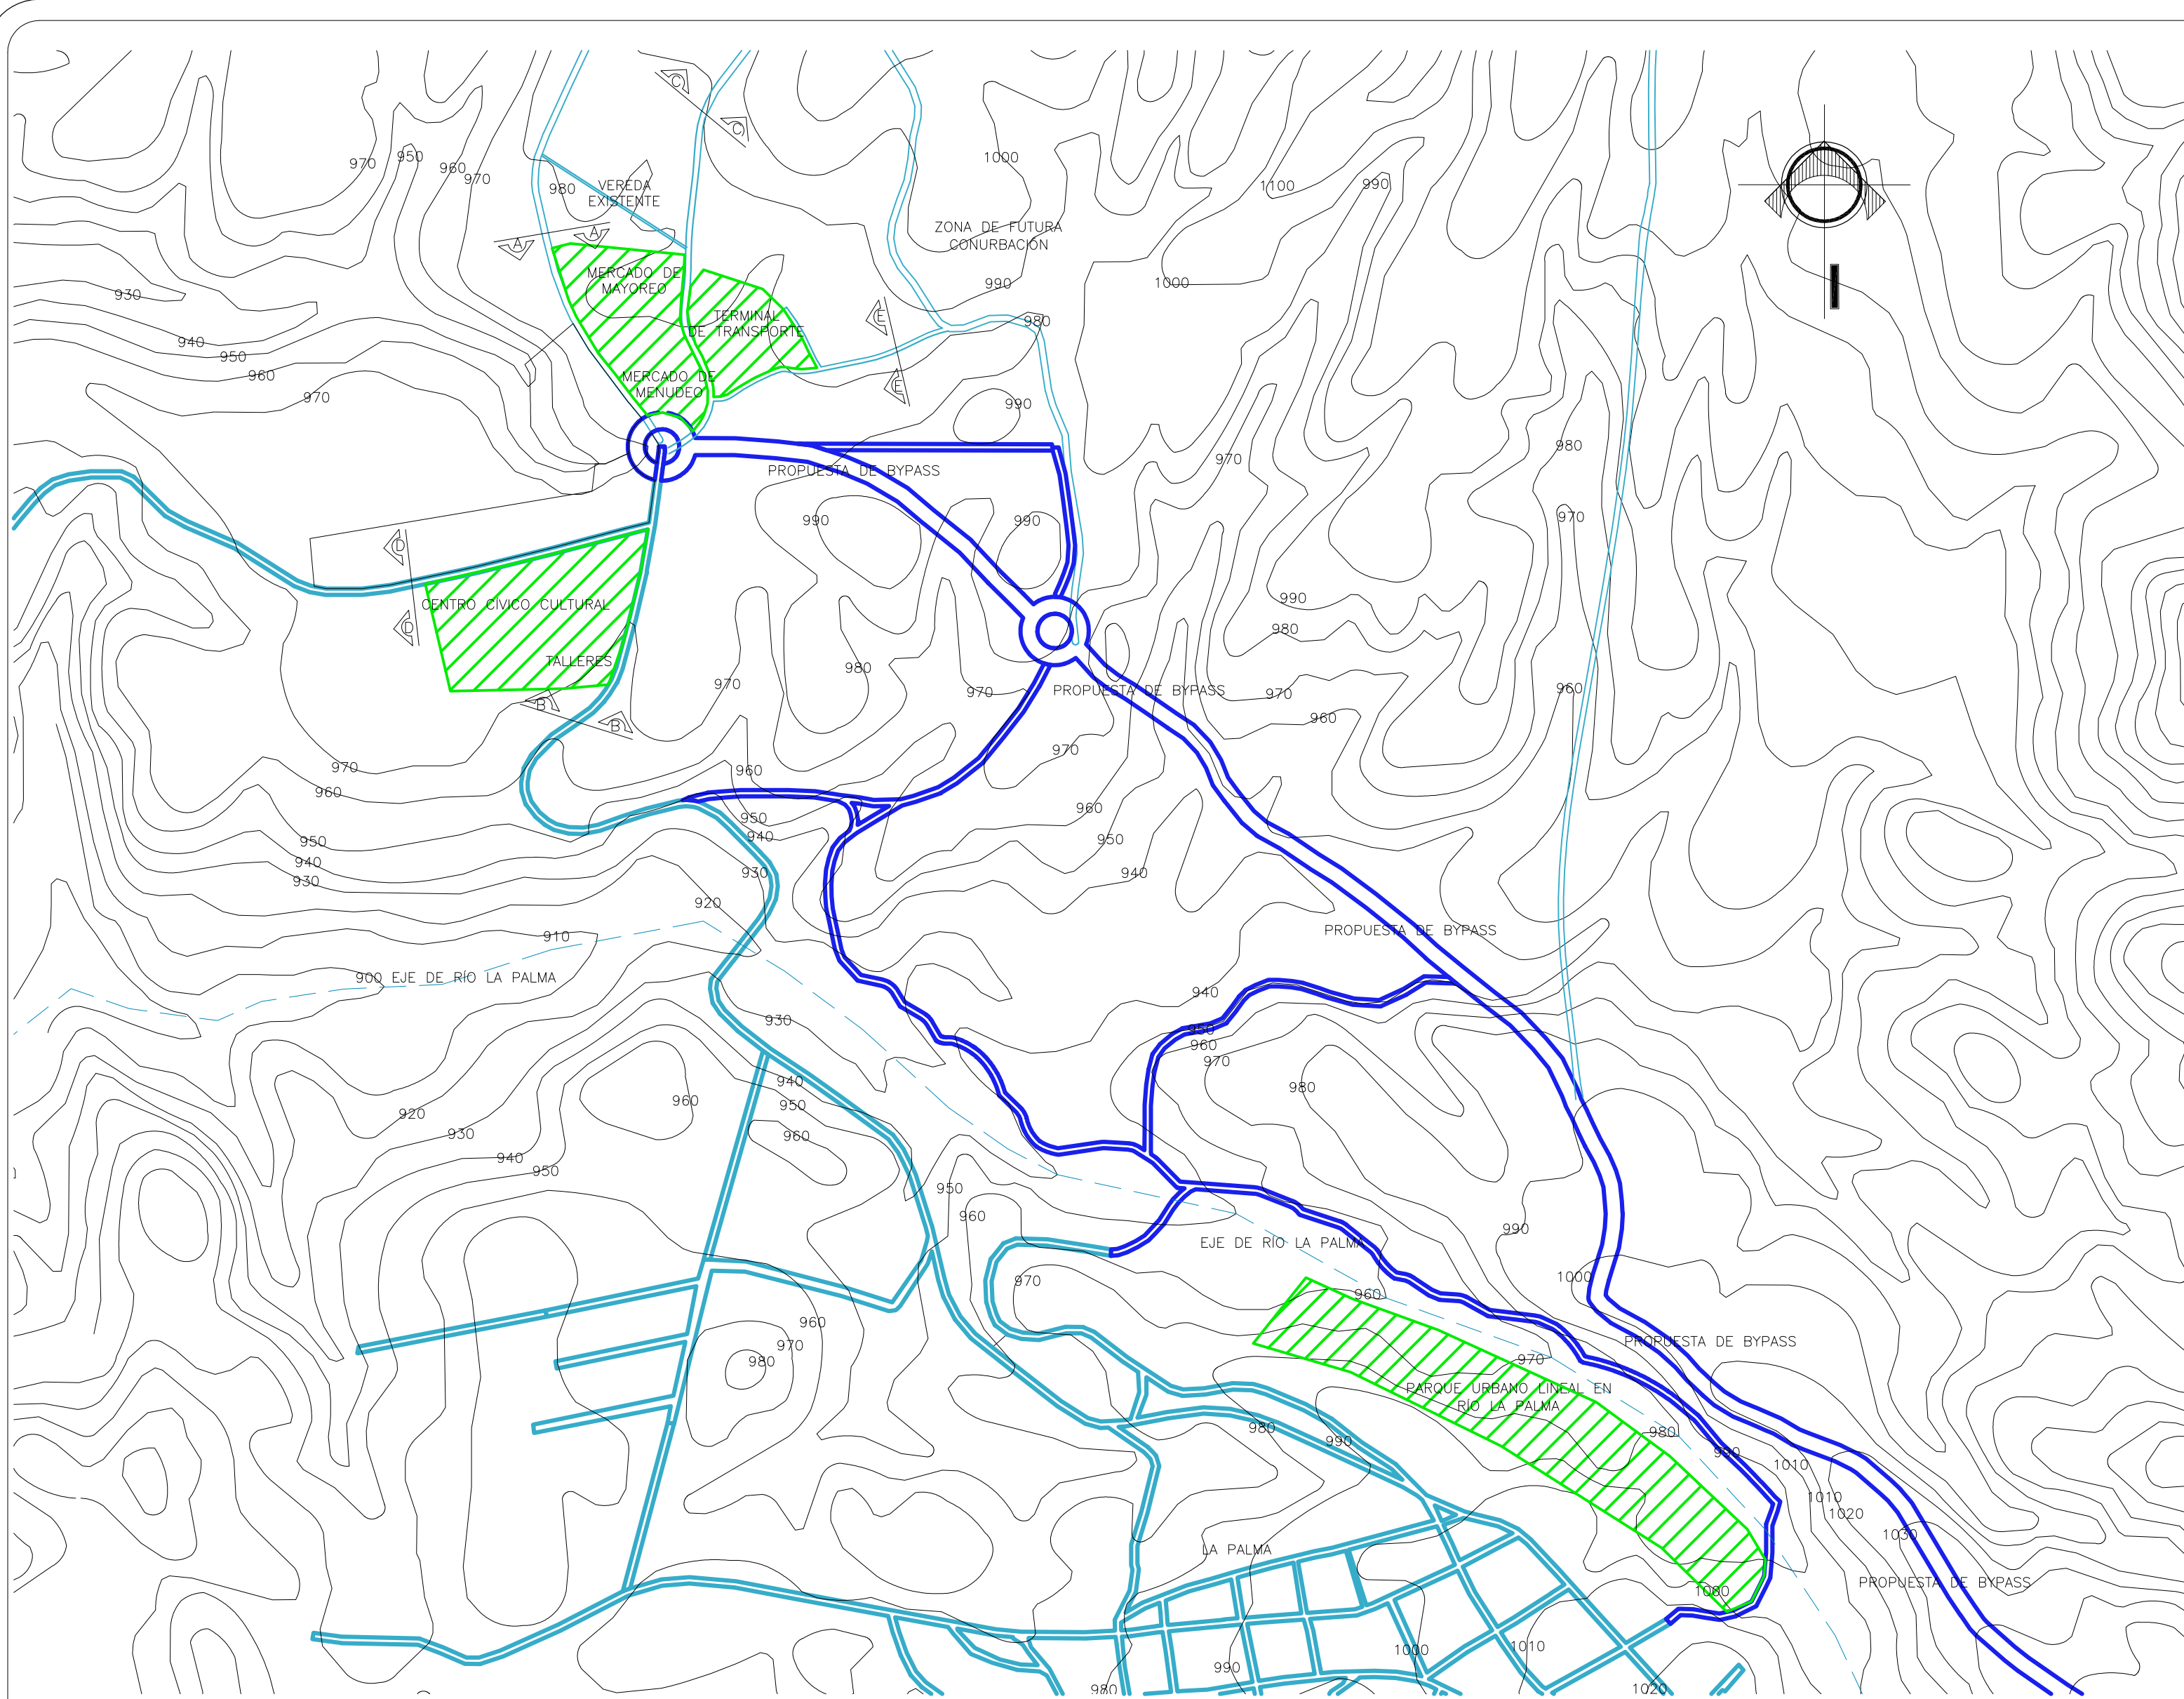 C
C
970
950
960
970
980
VEREDA
EXISTENTE
1000
1100
990
A
A
ZONA DE FUTURA
CONURBACIÓN
MERCADO DE
MAYOREO
990
1000
930
TERMINAL
DE TRANSPORTE
E
980
940
950
960
970
MERCADO DE
MENUDEO
E
990
980
970
PROPUESTA DE BYPASS
990
990
970
D
CENTRO CÍVICO CULTURAL
D
990
980
TALLERES
980
970
970
PROPUESTA DE BYPASS
970
960
960
B
B
970
970
960
960
960
950
950
940
950
940
930
930
940
920
910
PROPUESTA DE BYPASS
900 EJE DE RÍO LA PALMA
940
930
950
960
970
940
980
960
950
920
930
960
940
950
950
960
990
EJE DE RÍO LA PALMA
970
1000
960
960
970
980
PROPUESTA DE BYPASS
970
PARQUE URBANO LINEAL EN
RÍO LA PALMA
980
990
980
990
1010
1010
1020
1030
LA PALMA
PROPUESTA DE BYPASS
1000
1000
1010
990
980
1020